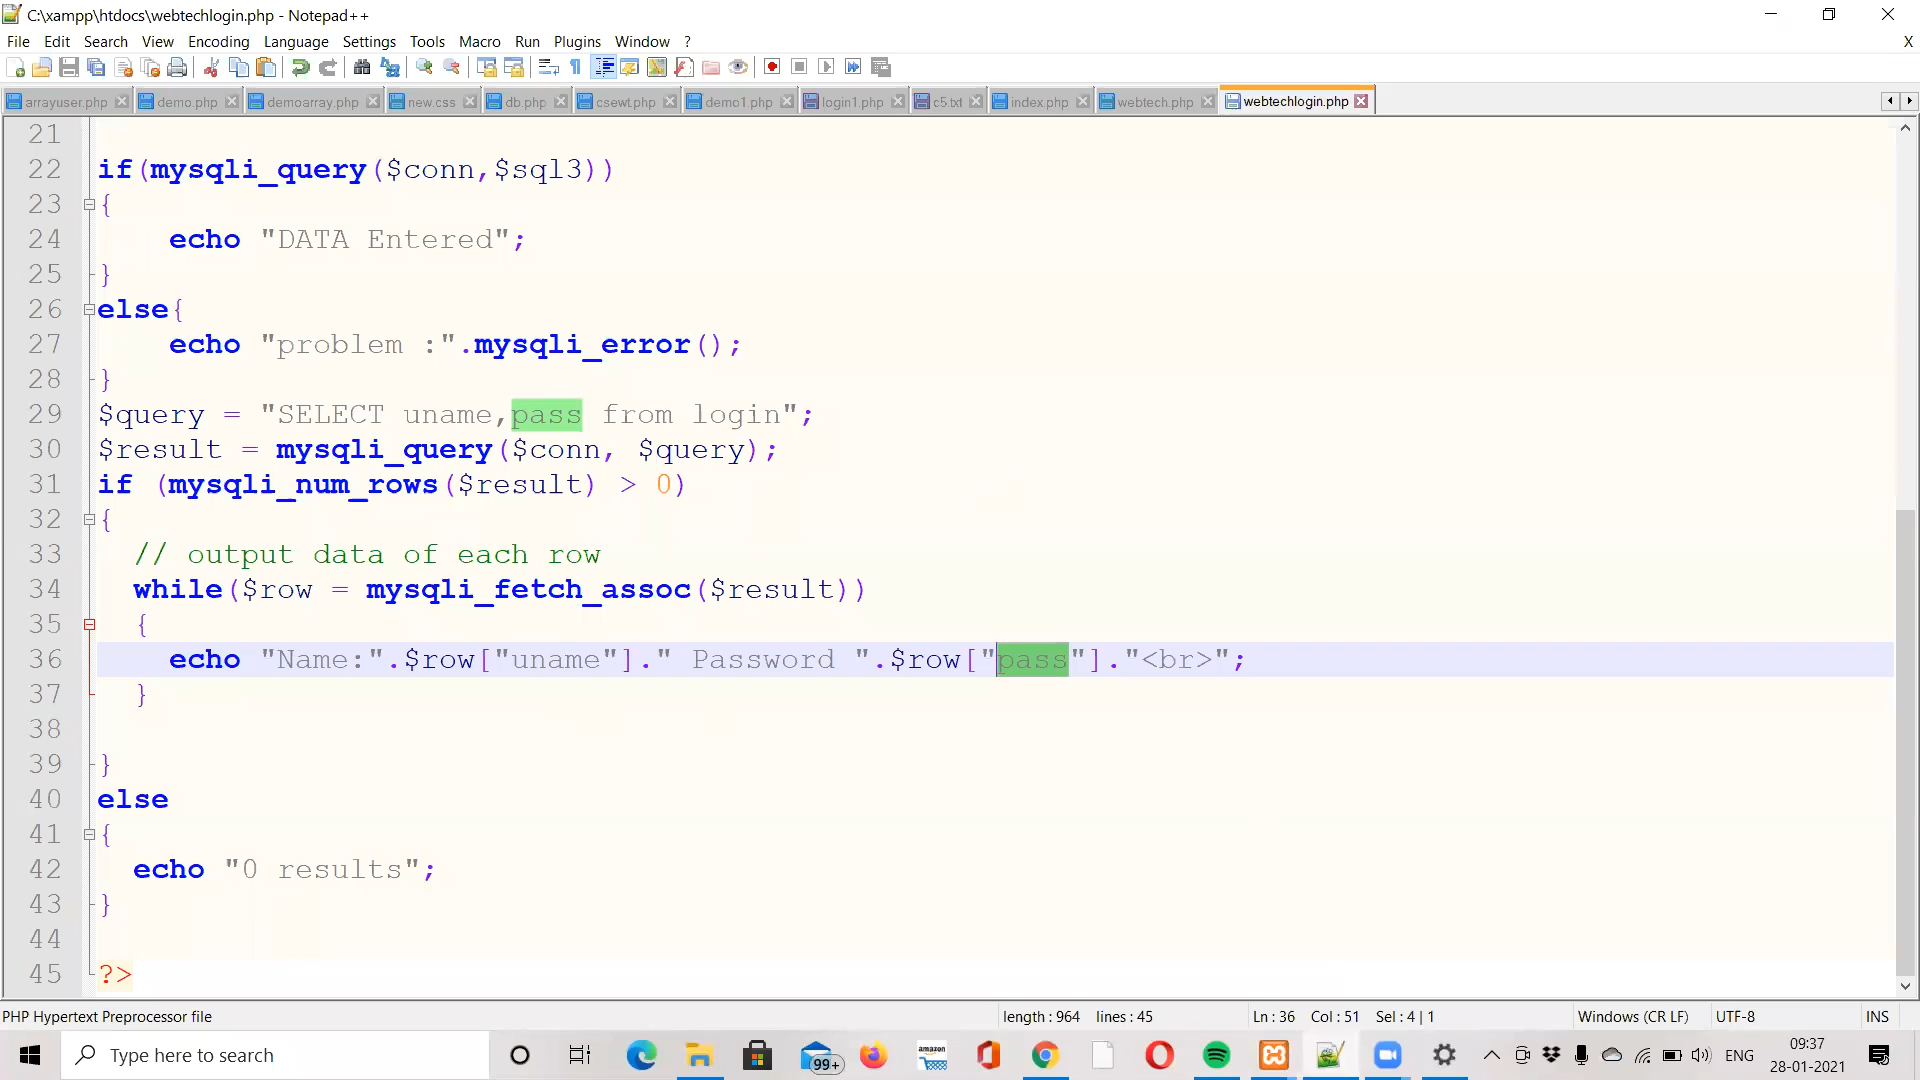 C:\xampp\htdocs\webtechlogin.php - Notepad++
File Edit Search View Encoding Language Settings Tools Macro Run Plugins Window ? X
arrayuser.php demo.php demoarray.php new.css db.php csewt.php demo1.php login1.php c5.txt index.php webtech.php webtechlogin.php
21
22 if(mysqli_query($conn,$sql3))
23 {
24 echo "DATA Entered";
25 }
26 else{
27 echo "problem :".mysqli_error();
28 }
29 $query = "SELECT uname,pass from login";
30 $result = mysqli_query($conn, $query);
31 if (mysqli_num_rows($result) > 0)
32 {
33 // output data of each row
34 while($row = mysqli_fetch_assoc($result))
35 {
36 echo "Name:".$row["uname"]." Password ".$row["pass"]."<br>";
37 }
38
39 }
40 else
41 {
42 echo "0 results";
43 }
44
45 ?>
PHP Hypertext Preprocessor file length : 964 lines : 45 Ln : 36 Col : 51 Sel : 4 | 1 Windows (CR LF) UTF-8 INS
Type here to search 99+ amazon ENG 09:37
28-01-2021